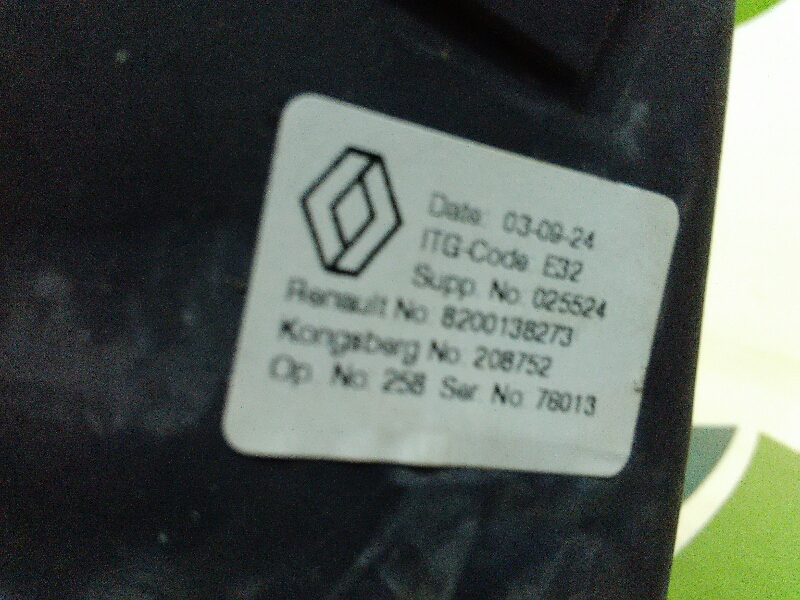 Date: 03-09-24
ITG-Code E32
Supp. No. 025524
Renault No: 8200138273
Kongsberg No: 208752
Op. No: 258 Ser. No: 76013